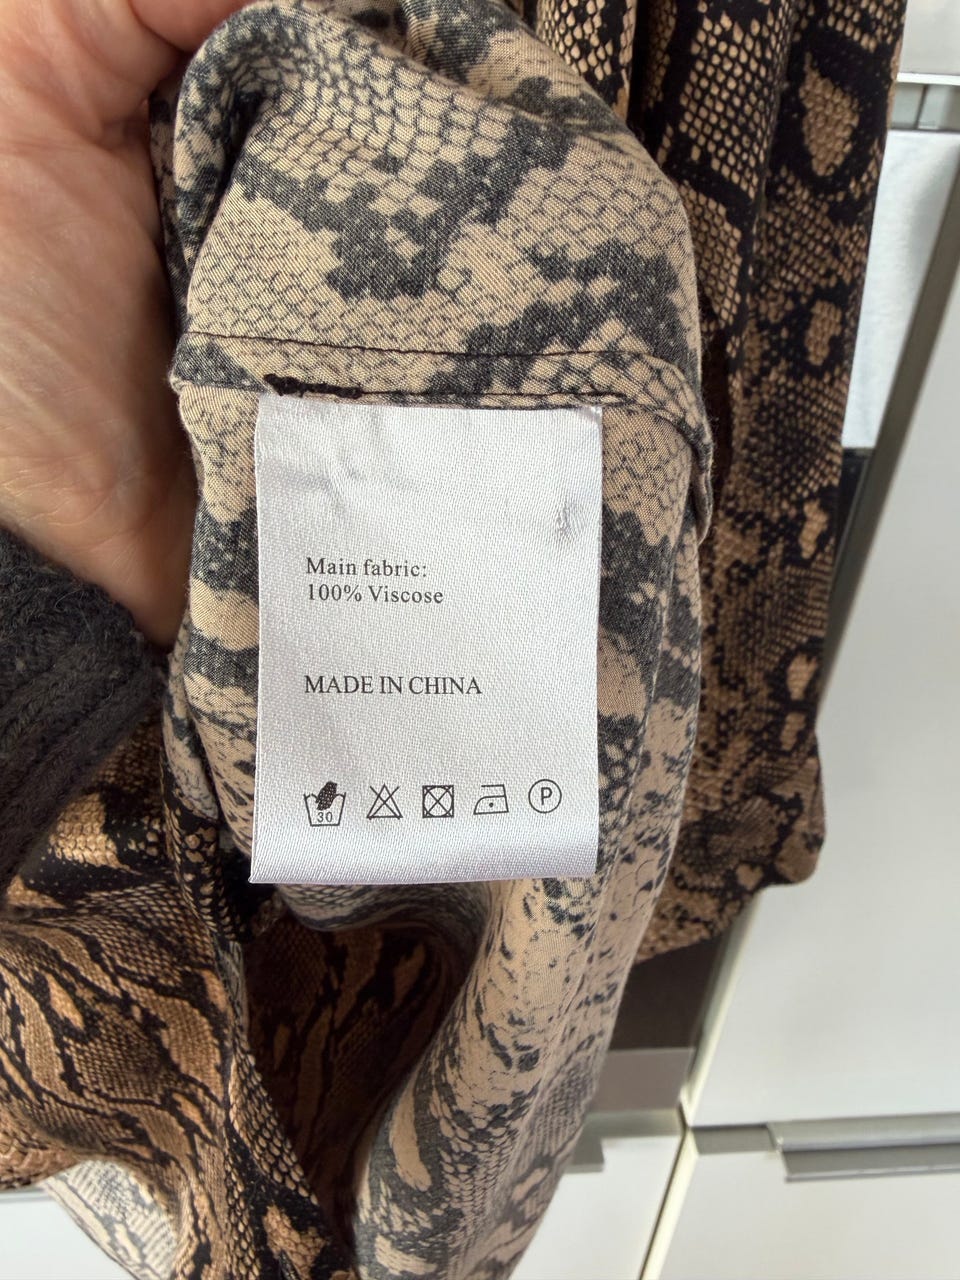 Main fabric:
100% Viscose
MADE IN CHINA
30
P